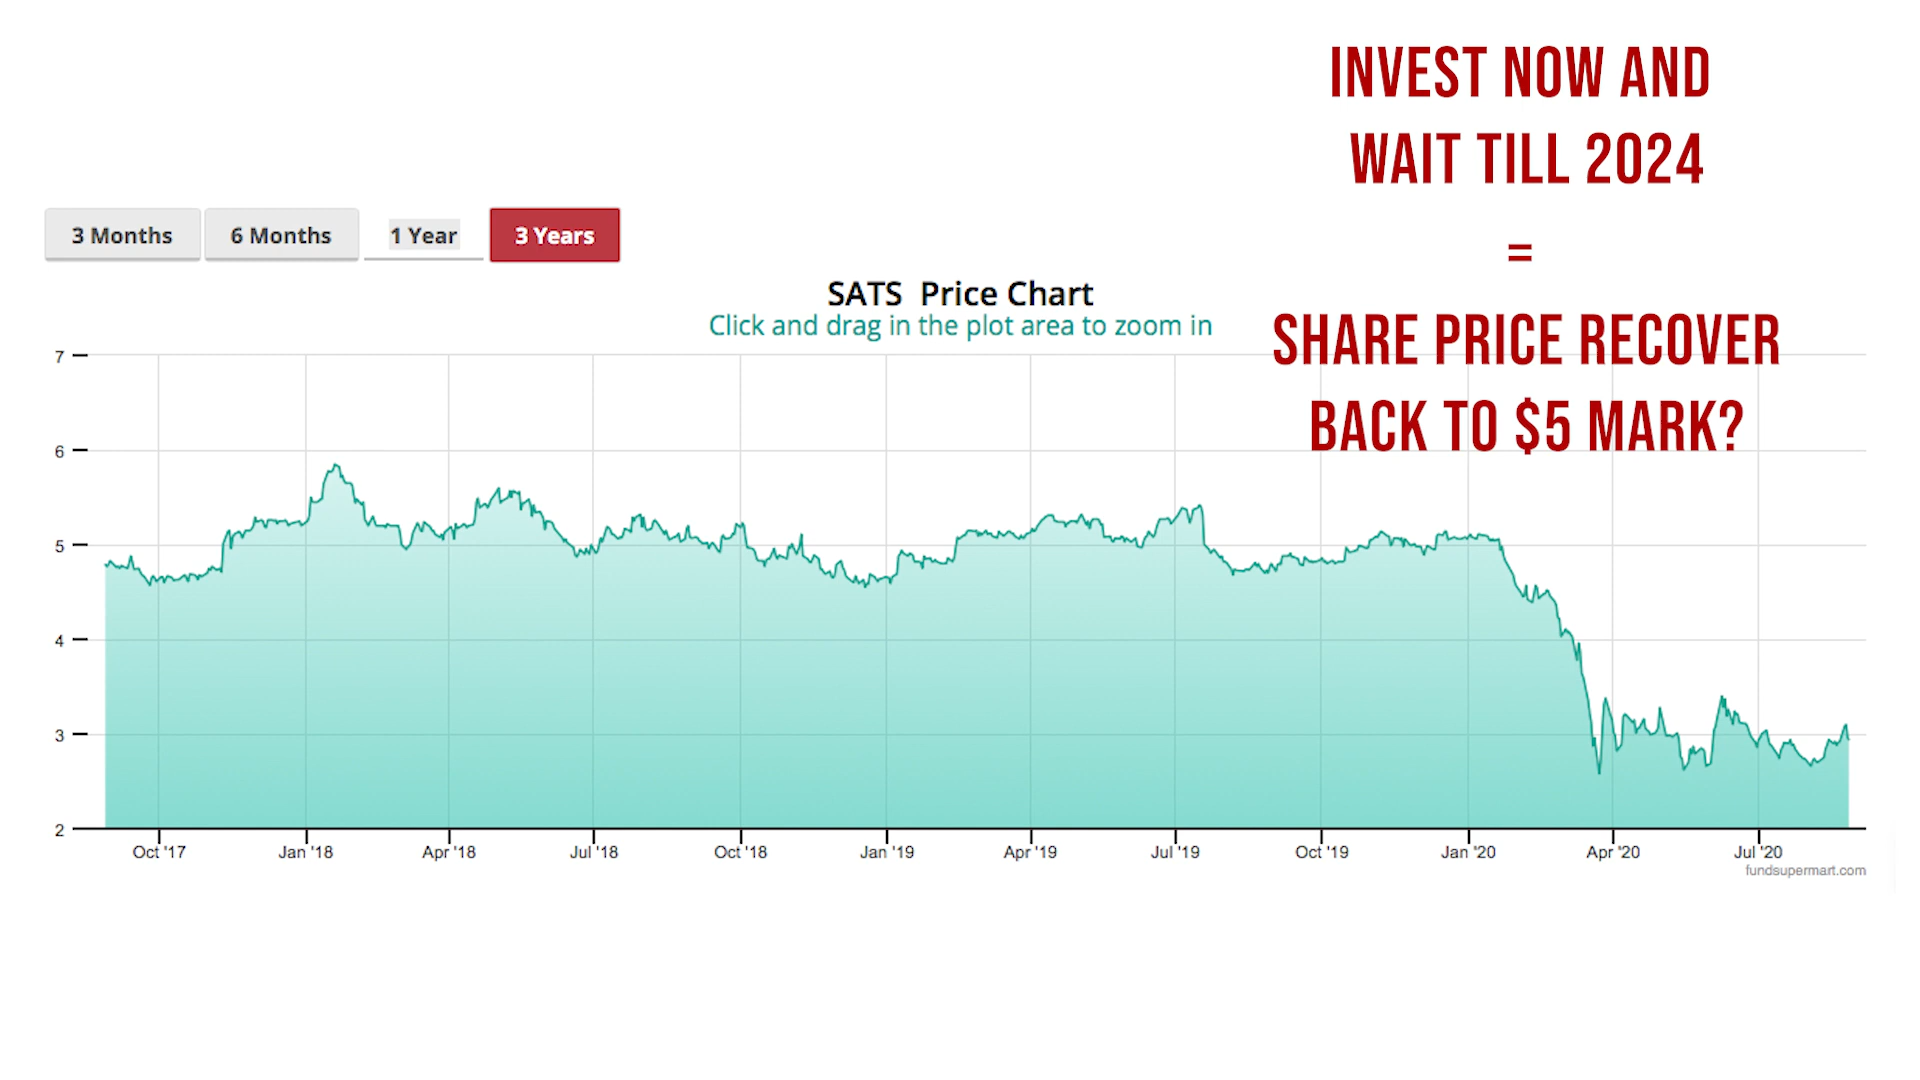 INVEST NOW AND
WAIT TILL 2024
=
SHARE PRICE RECOVER
BACK TO $5 MARK?
3 Months 6 Months 1 Year 3 Years
SATS Price Chart
Click and drag in the plot area to zoom in
7
6
5
4
3
2
Oct '17 Jan '18 Apr '18 Jul '18 Oct '18 Jan '19 Apr '19 Jul '19 Oct '19 Jan '20 Apr '20 Jul '20
fundsupermart.com